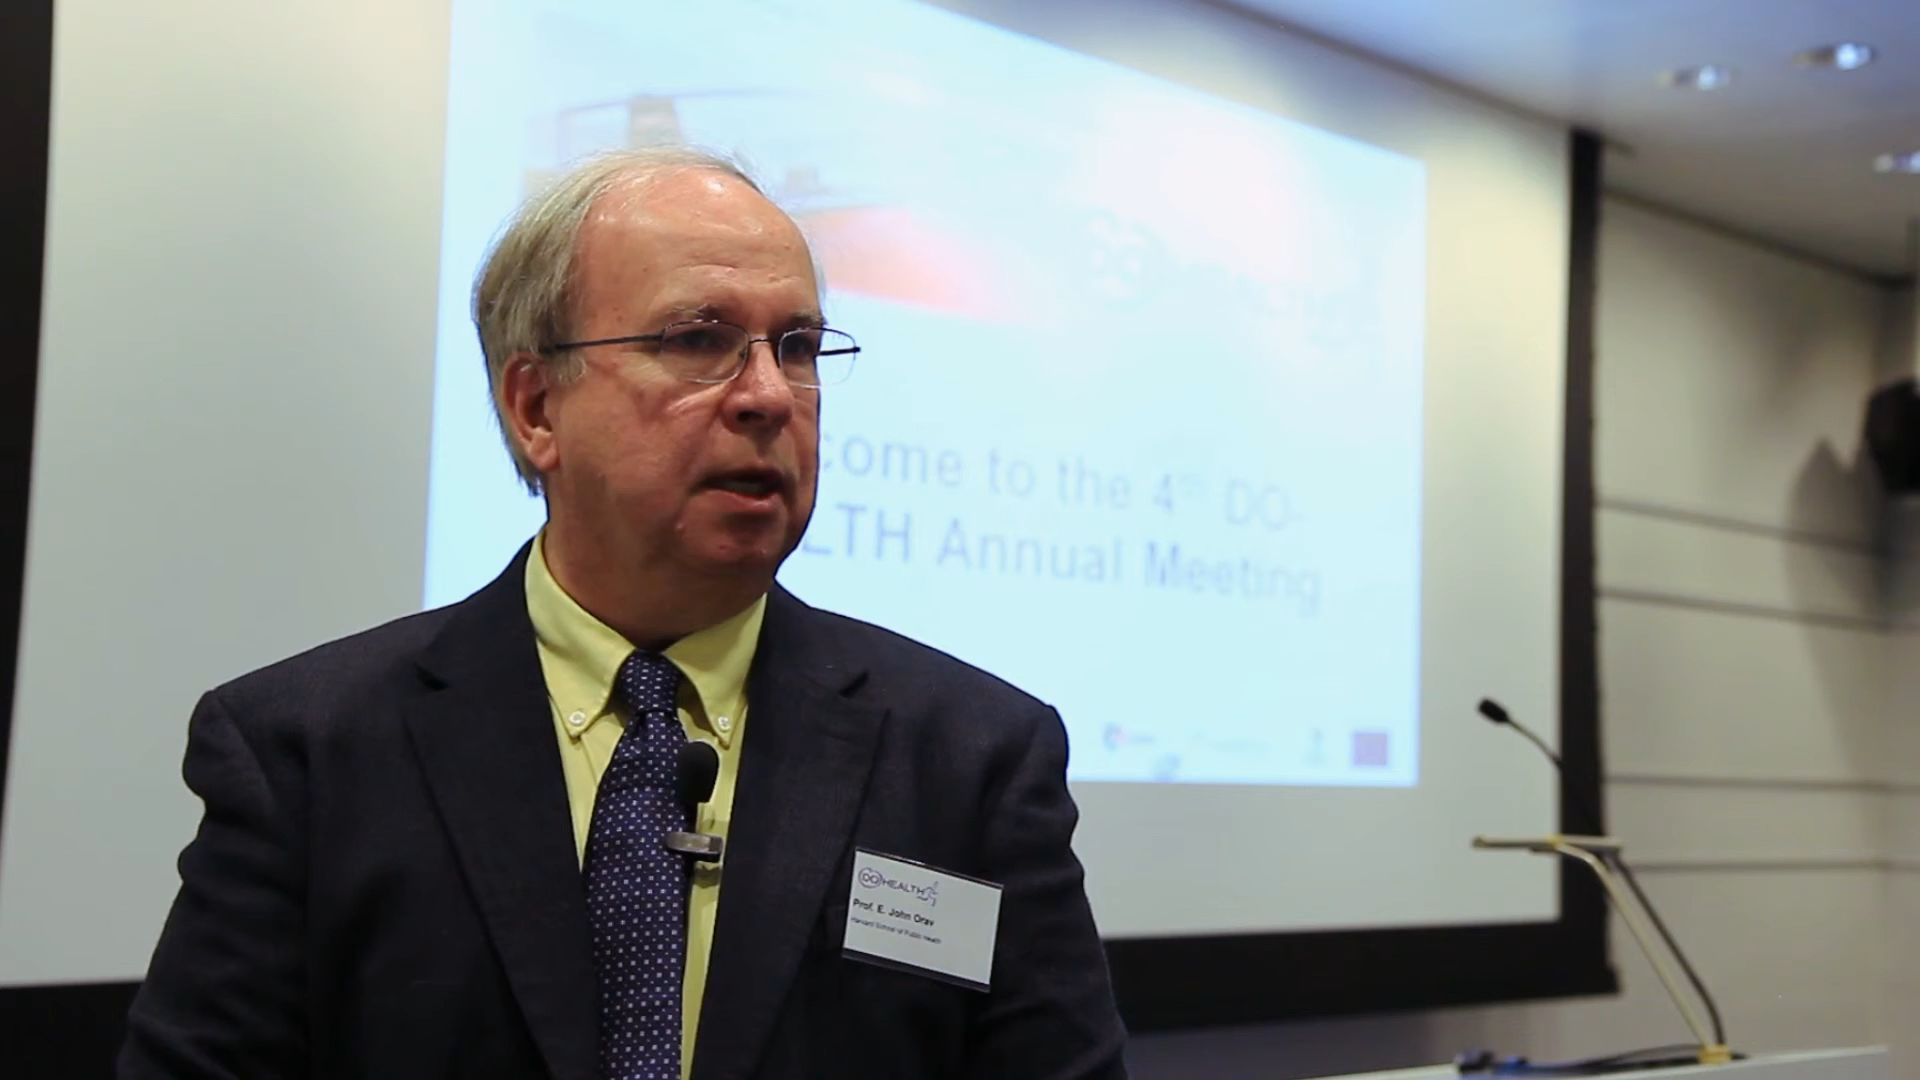 come to the 4th DO-
LTH Annual Meeting
DO HEALTH
Prof. E. John Orav
Harvard School of Public Health